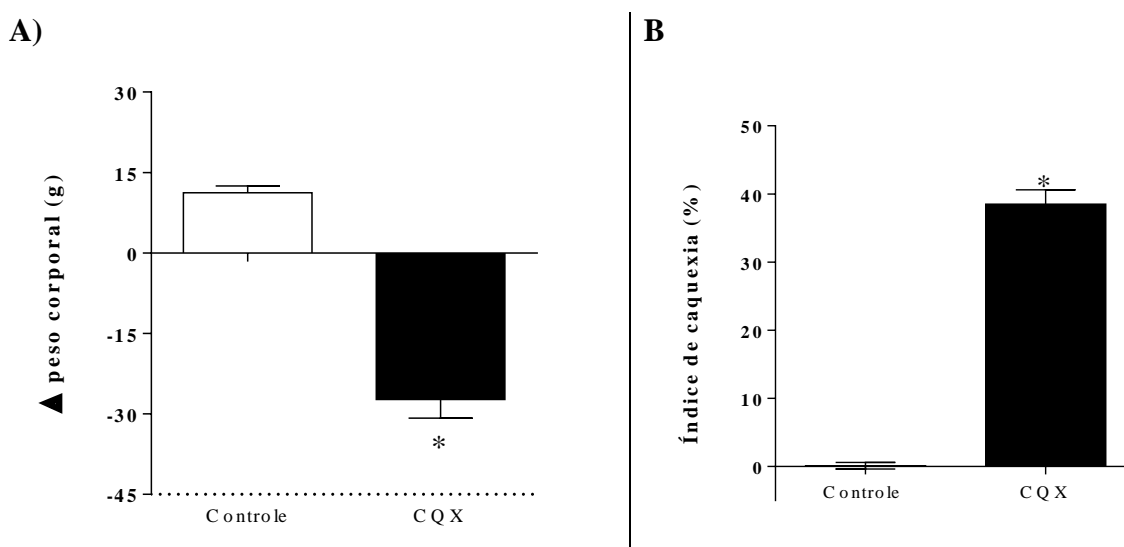 A)
30
15
0
-15
-30
-45
▲ peso corporal (g)
*
Controle
CQX
B
50
40
30
20
10
0
Índice de caquexia (%)
*
Controle
CQX